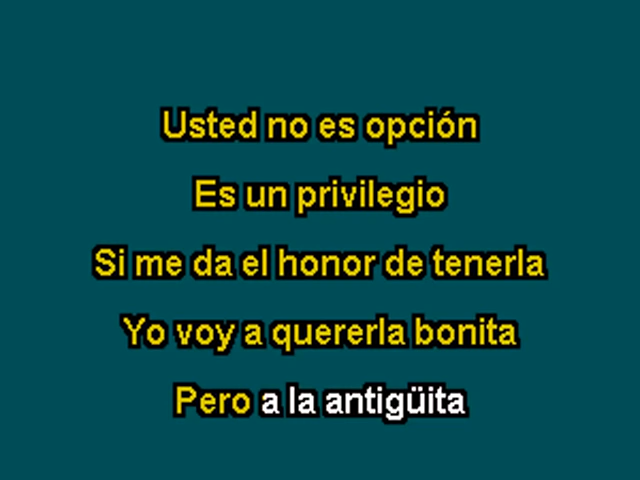 Usted no es opción
Es un privilegio
Si me da el honor de tenerla
Yo voy a quererla bonita
Pero a la antigüita